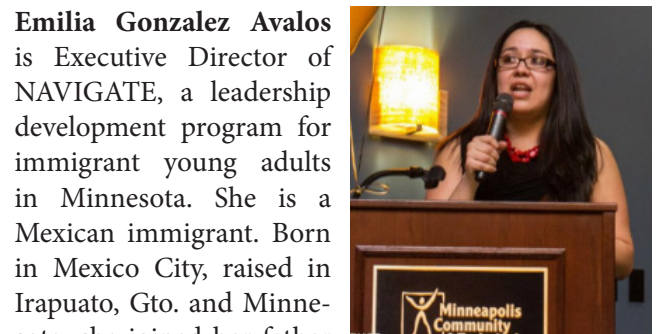 Emilia Gonzalez Avalos
is Executive Director of
NAVIGATE, a leadership
development program for
immigrant young adults
in Minnesota. She is a
Mexican immigrant. Born
in Mexico City, raised in
Irapuato, Gto. and Minne-
Minneapolis
Community